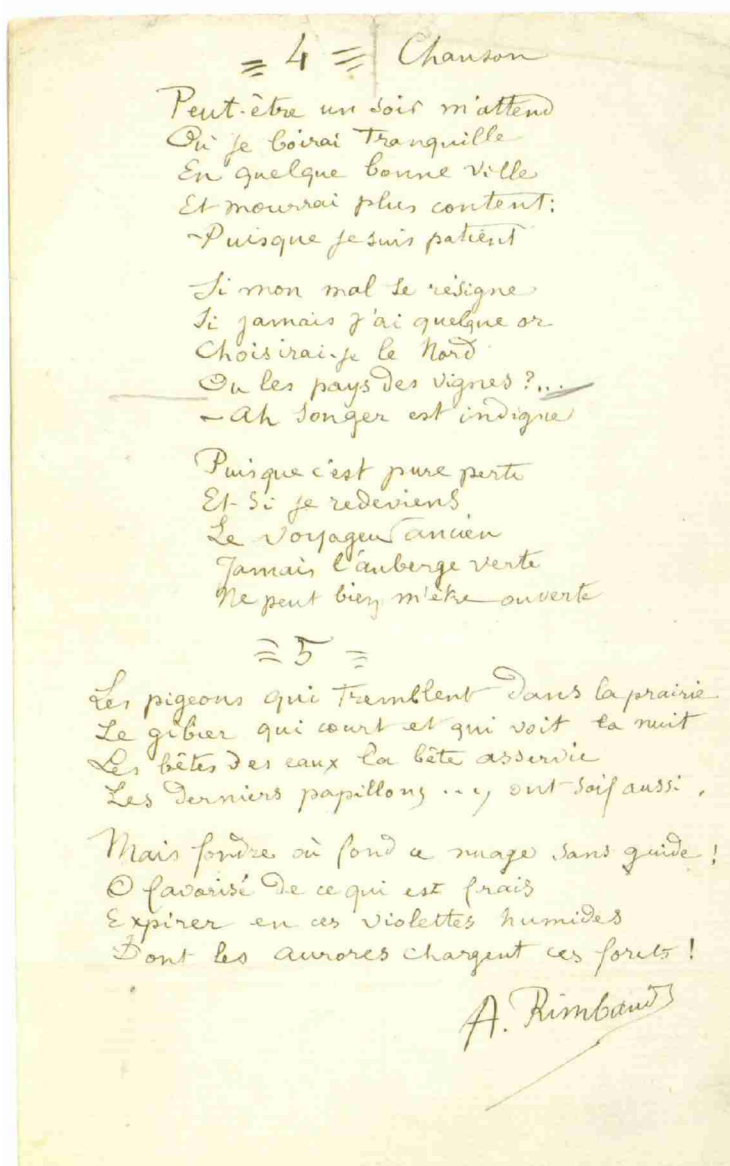 = 4 = Chanson
Peut-être un soir m'attend
Où je boirai tranquille
En quelque bonne ville
Et mourrai plus content:
-Puisque je suis patient
Si mon mal se résigne
Si jamais j'ai quelque or
Choisirai-je le Nord
Ou les pays des vignes?...
- Ah songer est indigne
Puisque c'est pure perte
Et si je redeviens
Le voyageur ancien
Jamais l'auberge verte
Ne peut bien m'être ouverte
= 5 =
Les pigeons qui tremblent dans la prairie
Le gibier qui court et qui voit la nuit
Les bêtes des eaux la bête asservie
Les derniers papillons ... ont soif aussi.
Mais fondre où fond ce nuage sans guide!
O favorisé de ce qui est frais
Expirer en ces violettes humides
Dont les aurores chargent ces forets!
A. Rimbaud